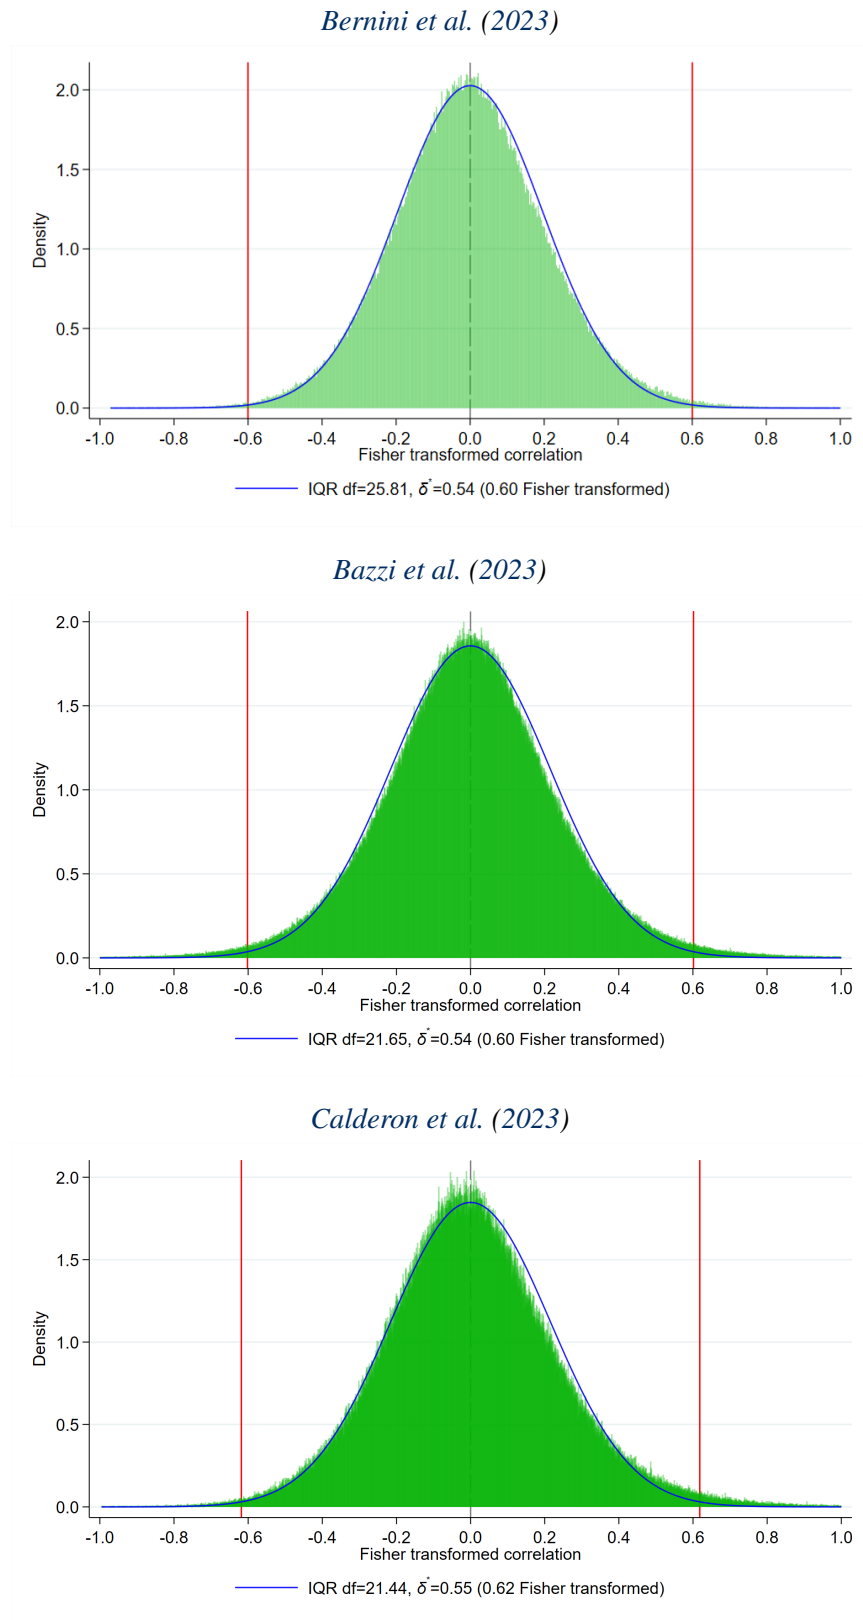 Bernini et al. (2023)
2.0
1.5
Density
1.0
0.5
0.0
-1.0 -0.8 -0.6 -0.4 -0.2 0.0 0.2 0.4 0.6 0.8 1.0
Fisher transformed correlation
IQR df=25.81, δ*=0.54 (0.60 Fisher transformed)
Bazzi et al. (2023)
2.0
1.5
Density
1.0
0.5
0.0
-1.0 -0.8 -0.6 -0.4 -0.2 0.0 0.2 0.4 0.6 0.8 1.0
Fisher transformed correlation
IQR df=21.65, δ*=0.54 (0.60 Fisher transformed)
Calderon et al. (2023)
2.0
1.5
Density
1.0
0.5
0.0
-1.0 -0.8 -0.6 -0.4 -0.2 0.0 0.2 0.4 0.6 0.8 1.0
Fisher transformed correlation
IQR df=21.44, δ*=0.55 (0.62 Fisher transformed)